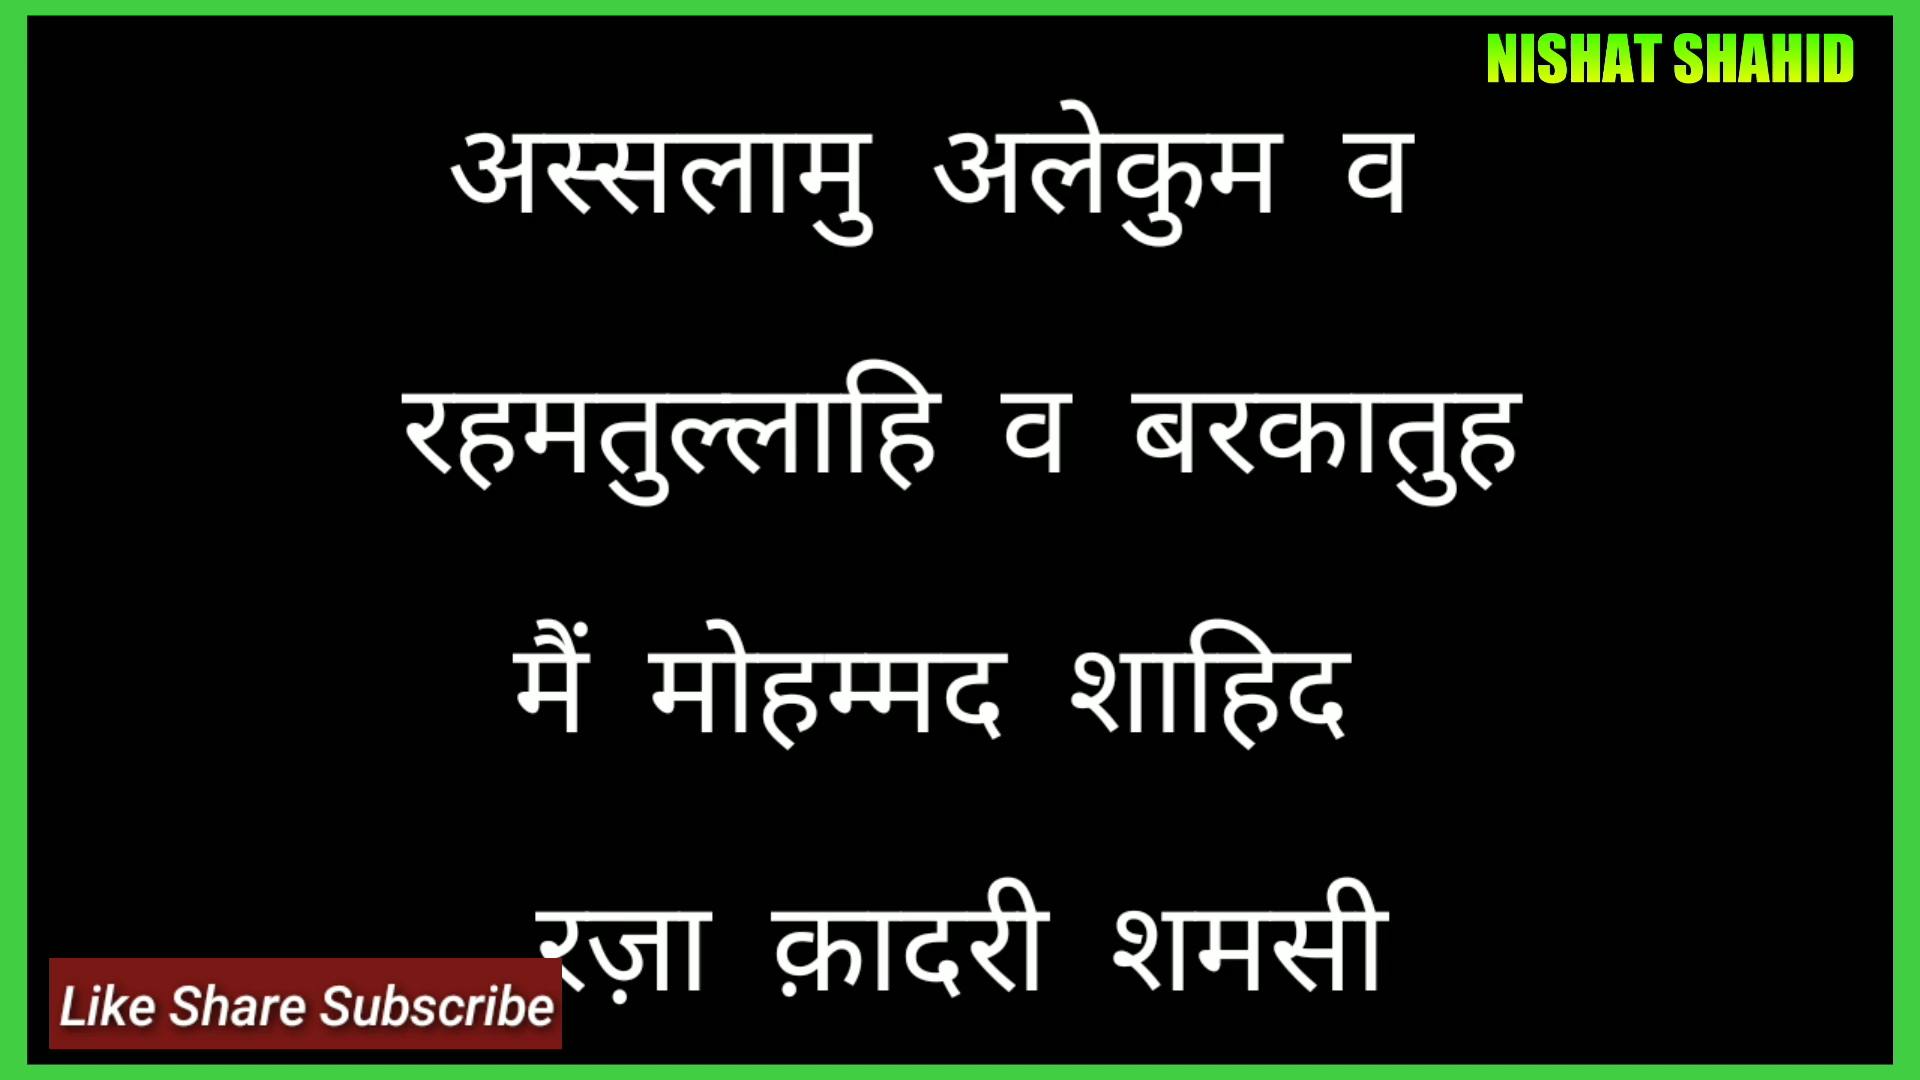 NISHAT SHAHID
अस्सलामु अलेकुम व
रहमतुल्लाहि व बरकातुह
मैं मोहम्मद शाहिद
रज़ा क़ादरी शमसी
Like Share Subscribe